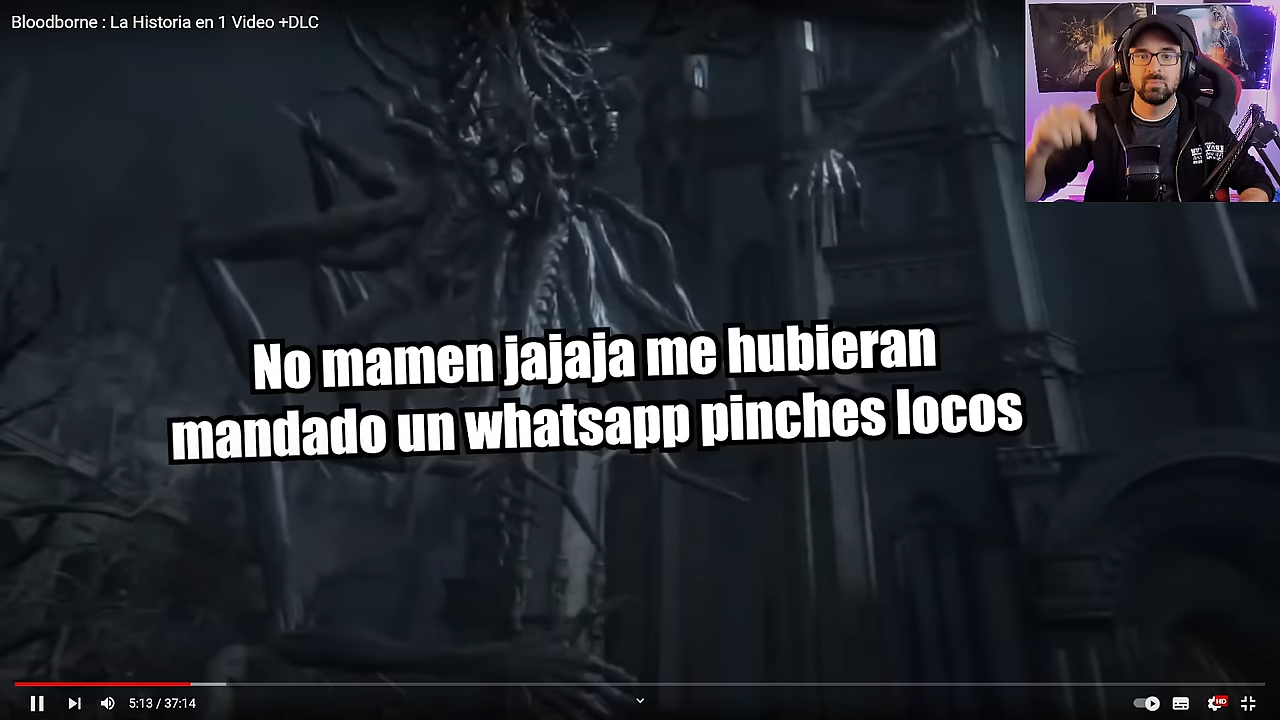 Bloodborne : La Historia en 1 Video +DLC
No mamen jajaja me hubieran
mandado un whatsapp pinches locos
5:13 / 37:14
HD